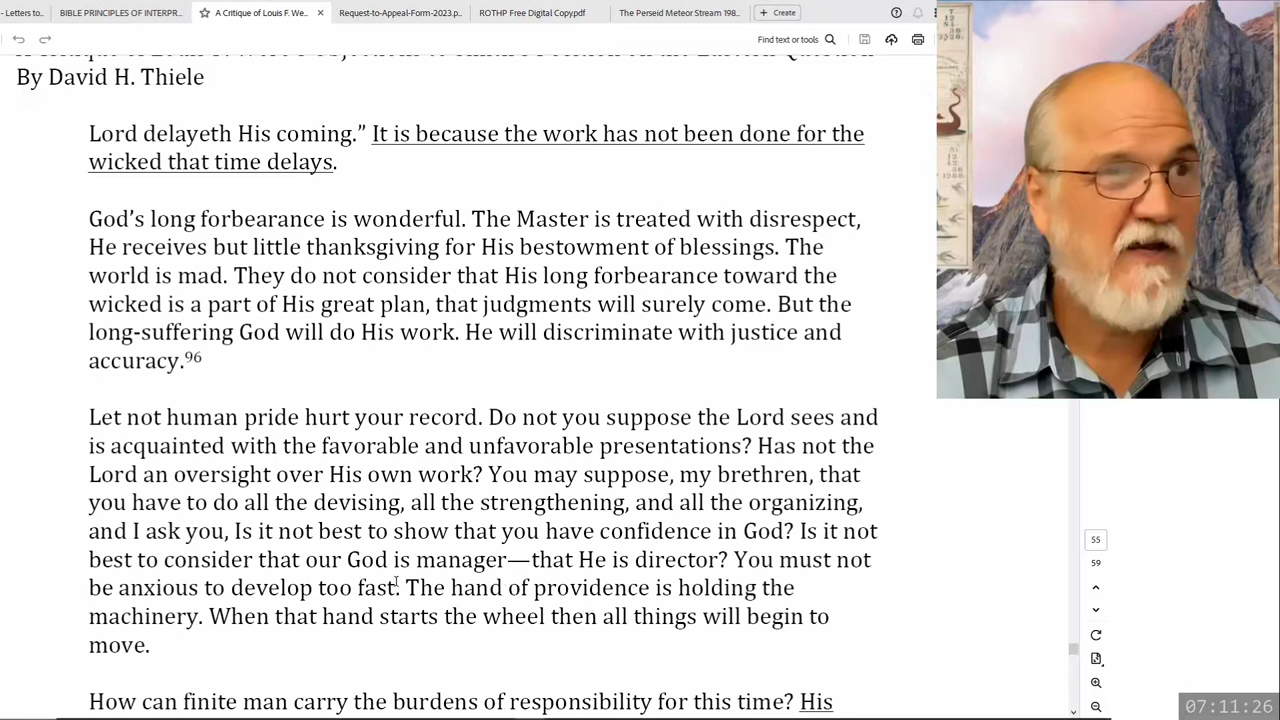 - Letters to
BIBLE PRINCIPLES OF INTERPR...
A Critique of Louis F. We...
Request-to-Appeal-Form-2023.p...
ROTHP Free Digital Copy.pdf
The Perseid Meteor Stream 198...
Create
Find text or tools
By David H. Thiele
Lord delayeth His coming.” It is because the work has not been done for the
wicked that time delays.
God’s long forbearance is wonderful. The Master is treated with disrespect,
He receives but little thanksgiving for His bestowment of blessings. The
world is mad. They do not consider that His long forbearance toward the
wicked is a part of His great plan, that judgments will surely come. But the
long-suffering God will do His work. He will discriminate with justice and
accuracy.96
Let not human pride hurt your record. Do not you suppose the Lord sees and
is acquainted with the favorable and unfavorable presentations? Has not the
Lord an oversight over His own work? You may suppose, my brethren, that
you have to do all the devising, all the strengthening, and all the organizing,
and I ask you, Is it not best to show that you have confidence in God? Is it not
best to consider that our God is manager—that He is director? You must not
be anxious to develop too fast. The hand of providence is holding the
machinery. When that hand starts the wheel then all things will begin to
move.
How can finite man carry the burdens of responsibility for this time? His
55
59
07:11:26